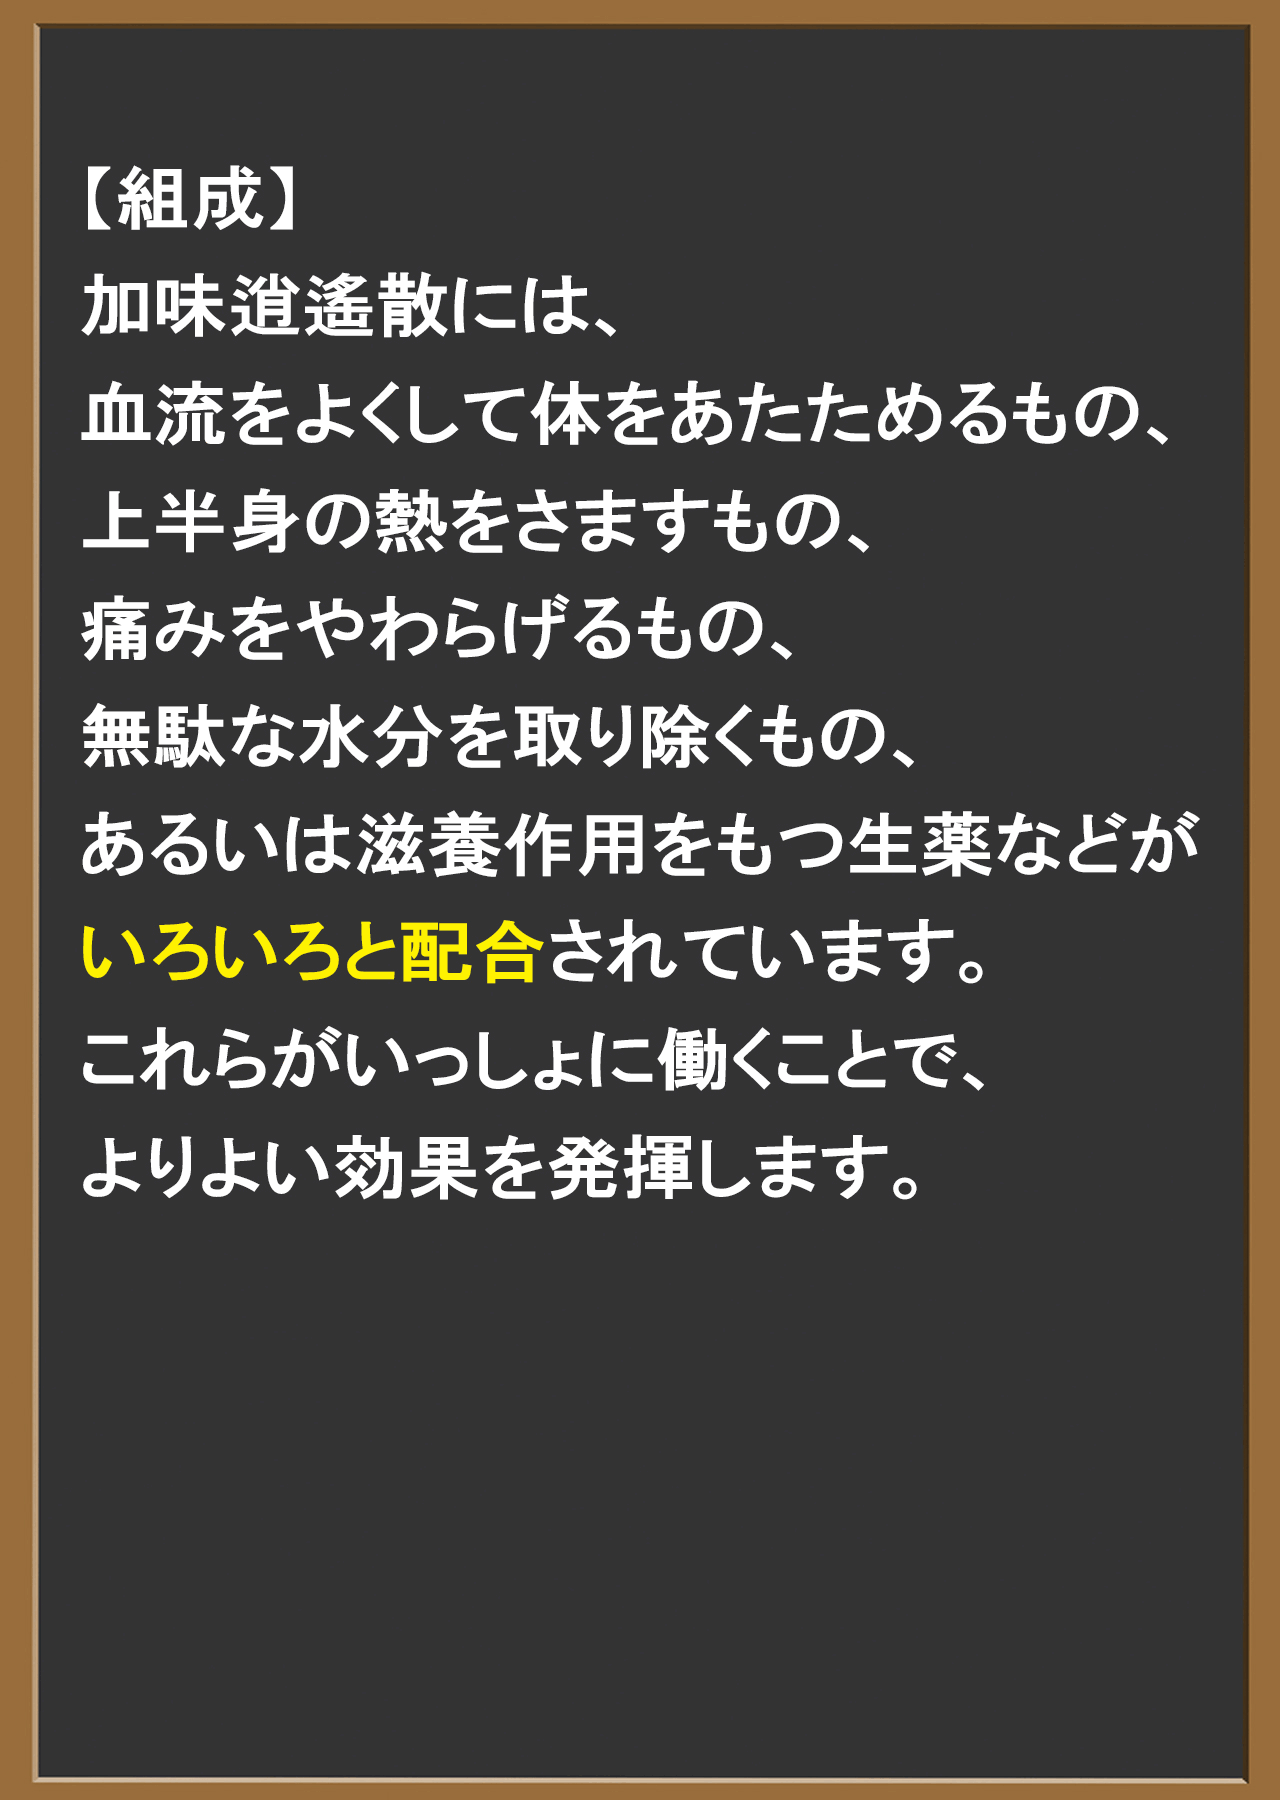 【組成】
加味逍遙散には、
血流をよくして体をあたためるもの、
上半身の熱をさますもの、
痛みをやわらげるもの、
無駄な水分を取り除くもの、
あるいは滋養作用をもつ生薬などが
いろいろと配合されています。
これらがいっしょに働くことで、
よりよい効果を発揮します。